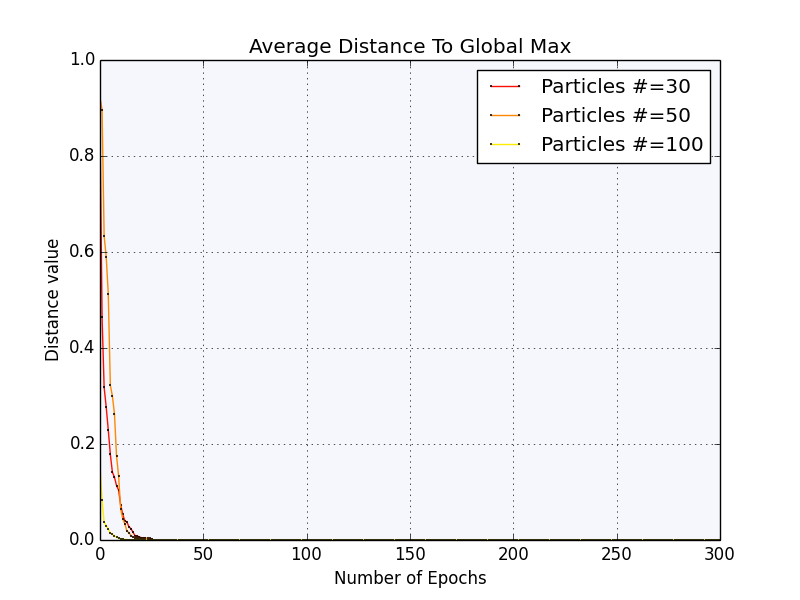 Average Distance To Global Max
Particles #=30
Particles #=50
Particles #=100
1.0
0.8
0.6
0.4
0.2
0.0
Distance value
0 50 100 150 200 250 300
Number of Epochs